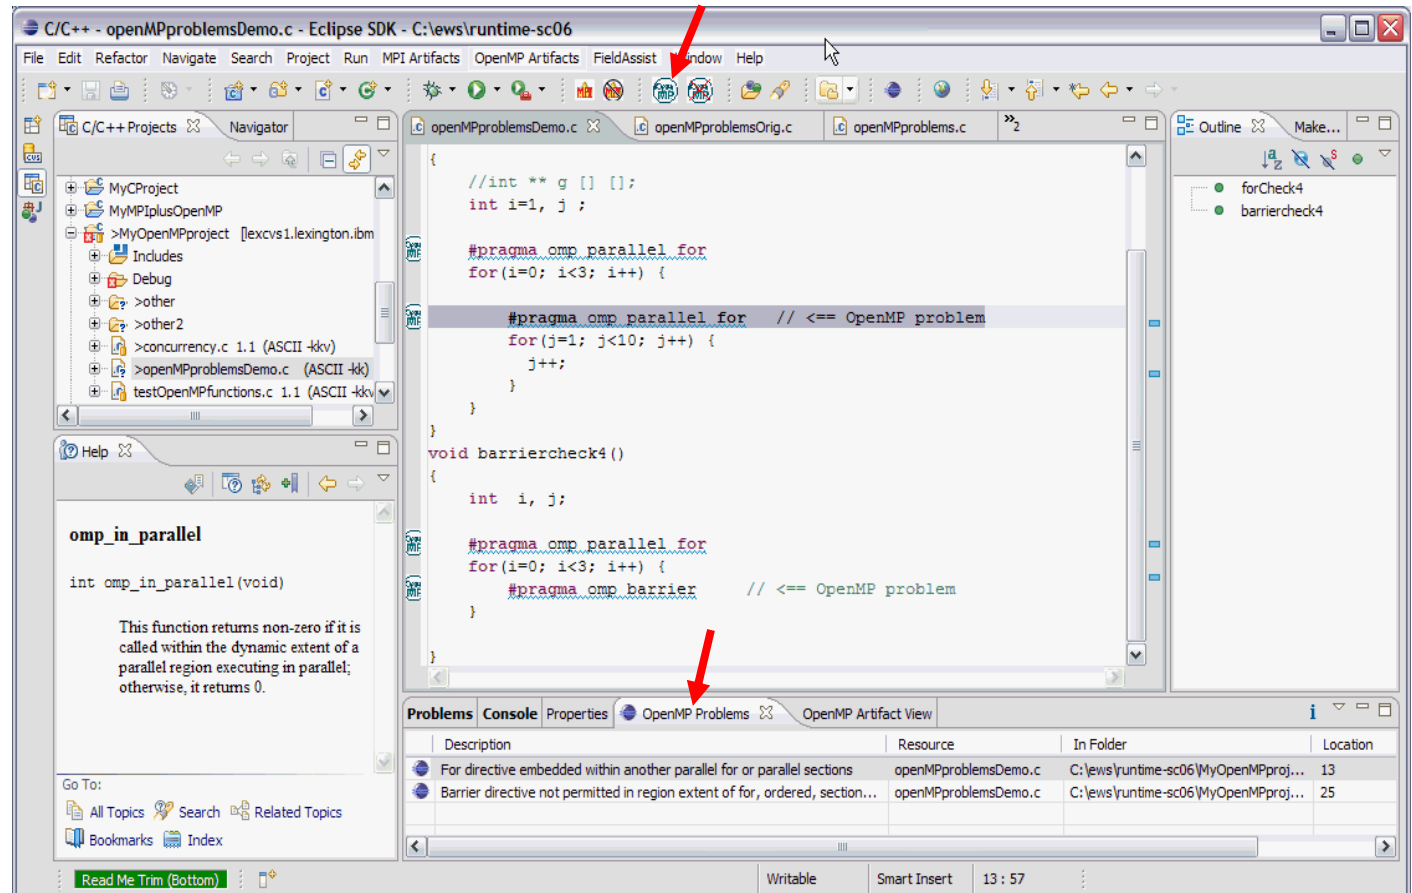 C/C++ - openMPproblemsDemo.c - Eclipse SDK - C:\ews\runtime-sc06
File Edit Refactor Navigate Search Project Run MPI Artifacts OpenMP Artifacts FieldAssist Help
C/C++ Projects Navigator
openMPproblemsDemo.c openMPproblemsOrig.c openMPproblems.c »2
Outline Make...
MyCProject
MyMPIplusOpenMP
>MyOpenMPproject [lexcvs1.lexington.ibm
Includes
Debug
>other
>other2
>concurrency.c 1.1 (ASCII -kkv)
>openMPproblemsDemo.c (ASCII -kk)
testOpenMPfunctions.c 1.1 (ASCII -kkv
{
//int ** g [] [];
int i=1, j ;
#pragma omp parallel for
for(i=0; i<3; i++) {
#pragma omp parallel for // <== OpenMP problem
for(j=1; j<10; j++) {
j++;
}
}
}
void barriercheck4()
{
int i, j;
#pragma omp parallel for
for(i=0; i<3; i++) {
#pragma omp barrier // <== OpenMP problem
}
}
forCheck4
barriercheck4
Help
omp_in_parallel
int omp_in_parallel(void)
This function returns non-zero if it is
called within the dynamic extent of a
parallel region executing in parallel;
otherwise, it returns 0.
Go To:
All Topics Search Related Topics
Bookmarks Index
Problems Console Properties OpenMP Problems OpenMP Artifact View
Description Resource In Folder Location
For directive embedded within another parallel for or parallel sections openMPproblemsDemo.c C:\ews\runtime-sc06\MyOpenMPproj... 13
Barrier directive not permitted in region extent of for, ordered, section... openMPproblemsDemo.c C:\ews\runtime-sc06\MyOpenMPproj... 25
Read Me Trim (Bottom) Writable Smart Insert 13 : 57